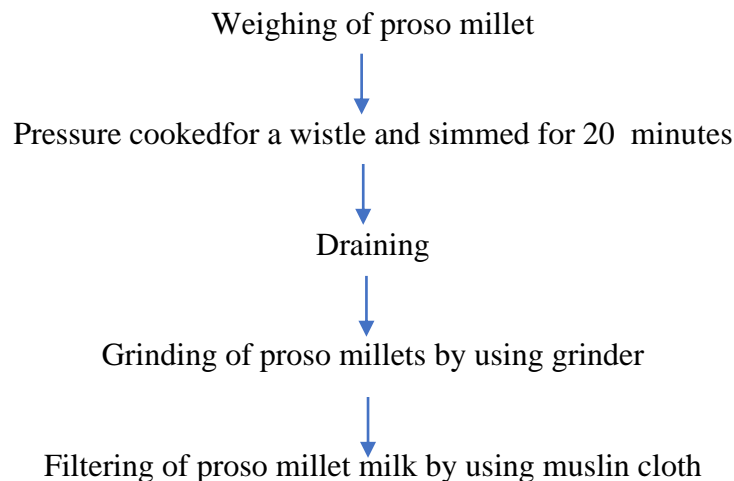 Weighing of proso millet
Pressure cookedfor a wistle and simmed for 20 minutes
Draining
Grinding of proso millets by using grinder
Filtering of proso millet milk by using muslin cloth